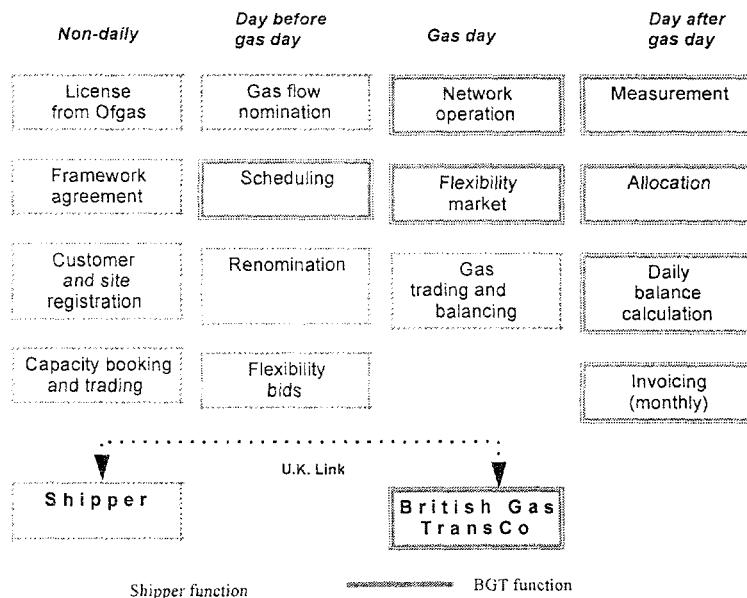 Non-daily
Day before
gas day
Gas day
Day after
gas day
License
from Ofgas
Gas flow
nomination
Network
operation
Measurement
Framework
agreement
Scheduling
Flexibility
market
Allocation
Customer
and site
registration
Renomination
Gas
trading and
balancing
Daily
balance
calculation
Capacity booking
and trading
Flexibility
bids
Invoicing
(monthly)
U.K. Link
Shipper
British Gas
TransCo
Shipper function
BGT function